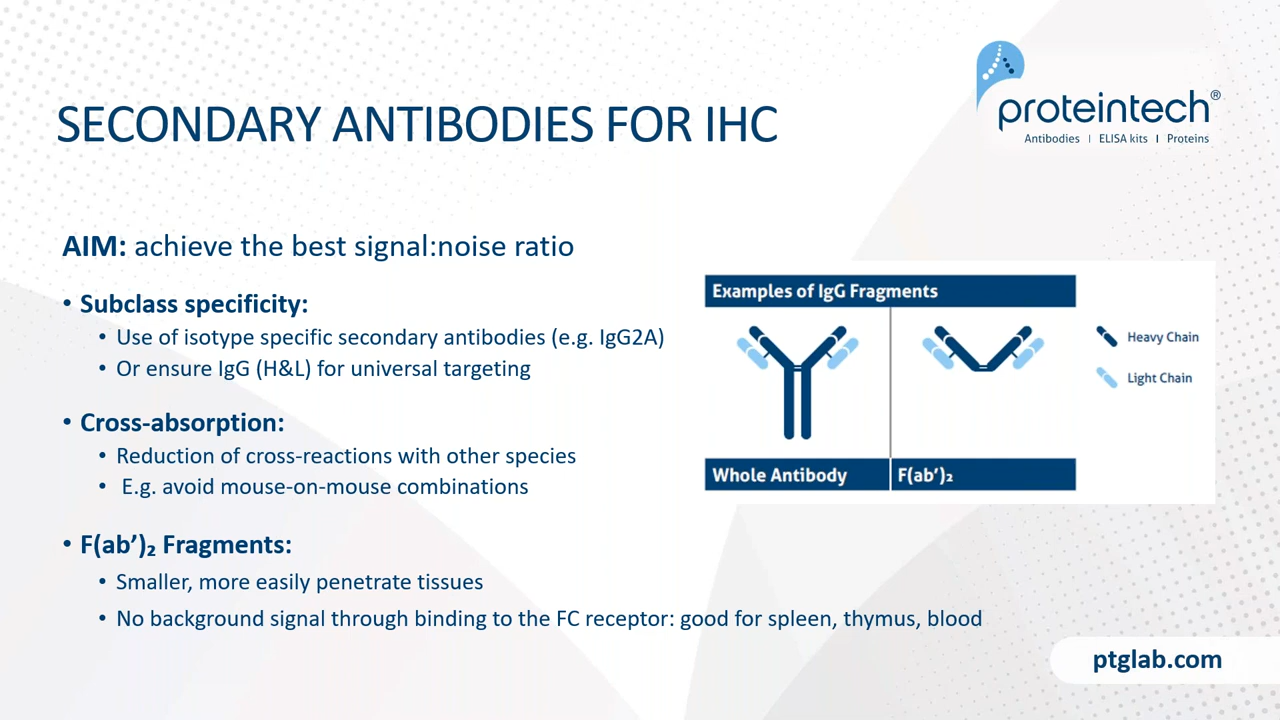 proteintech®
Antibodies | ELISA kits | Proteins
SECONDARY ANTIBODIES FOR IHC
AIM: achieve the best signal:noise ratio
• Subclass specificity:
• Use of isotype specific secondary antibodies (e.g. IgG2A)
• Or ensure IgG (H&L) for universal targeting
• Cross-absorption:
• Reduction of cross-reactions with other species
• E.g. avoid mouse-on-mouse combinations
• F(ab’)₂ Fragments:
• Smaller, more easily penetrate tissues
• No background signal through binding to the FC receptor: good for spleen, thymus, blood
Examples of IgG Fragments
Heavy Chain
Light Chain
Whole Antibody
F(ab’)₂
ptglab.com